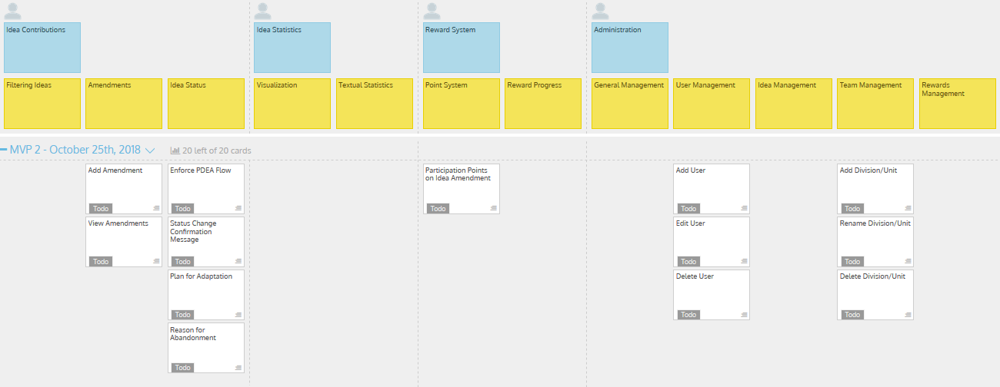 Idea Contributions
Idea Statistics
Reward System
Administration
Filtering Ideas
Amendments
Idea Status
Visualization
Textual Statistics
Point System
Reward Progress
General Management
User Management
Idea Management
Team Management
Rewards
Management
MVP 2 - October 25th, 2018
20 left of 20 cards
Add Amendment
Todo
Enforce PDEA Flow
Todo
Participation Points
on Idea Amendment
Todo
Add User
Todo
Add Division/Unit
Todo
View Amendments
Todo
Status Change
Confirmation
Message
Todo
Edit User
Todo
Rename Division/Unit
Todo
Plan for Adaptation
Todo
Delete User
Todo
Delete Division/Unit
Todo
Reason for
Abandonment
Todo